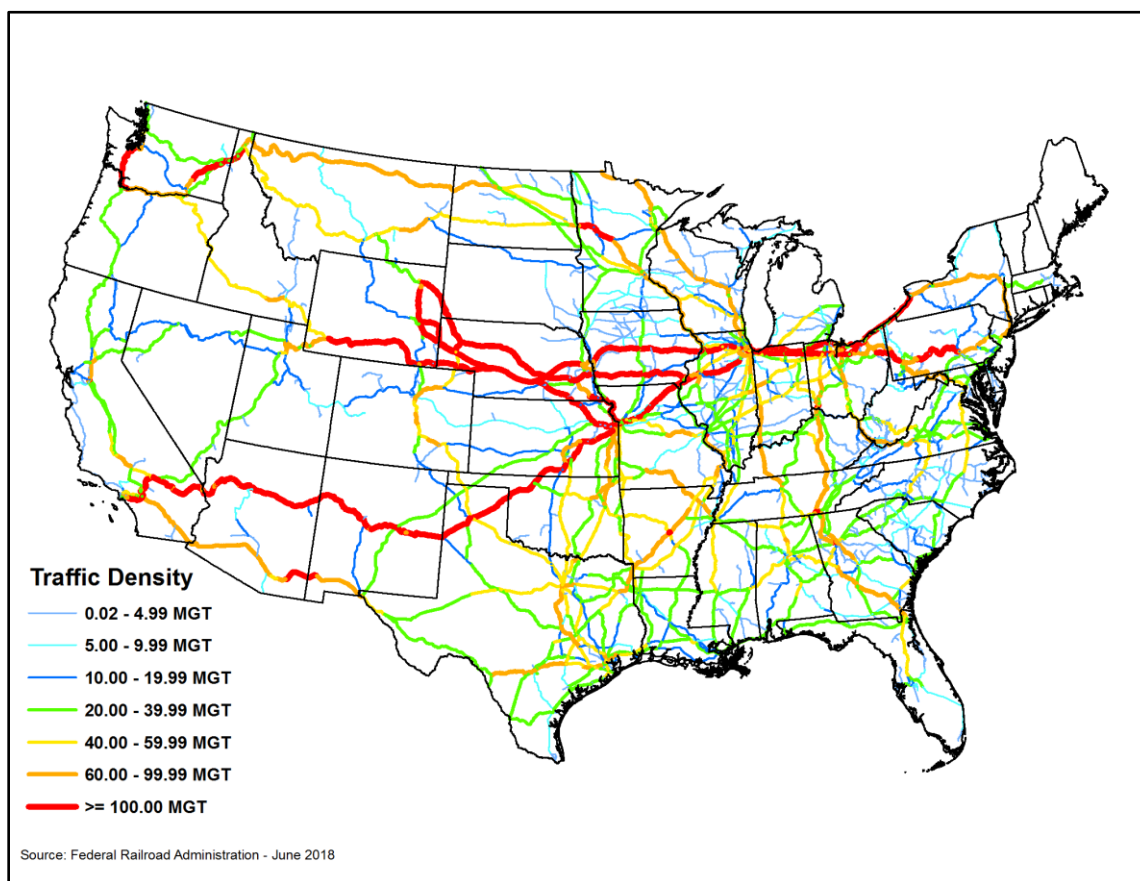 Traffic Density
0.02 - 4.99 MGT
5.00 - 9.99 MGT
10.00 - 19.99 MGT
20.00 - 39.99 MGT
40.00 - 59.99 MGT
60.00 - 99.99 MGT
>= 100.00 MGT
Source: Federal Railroad Administration - June 2018